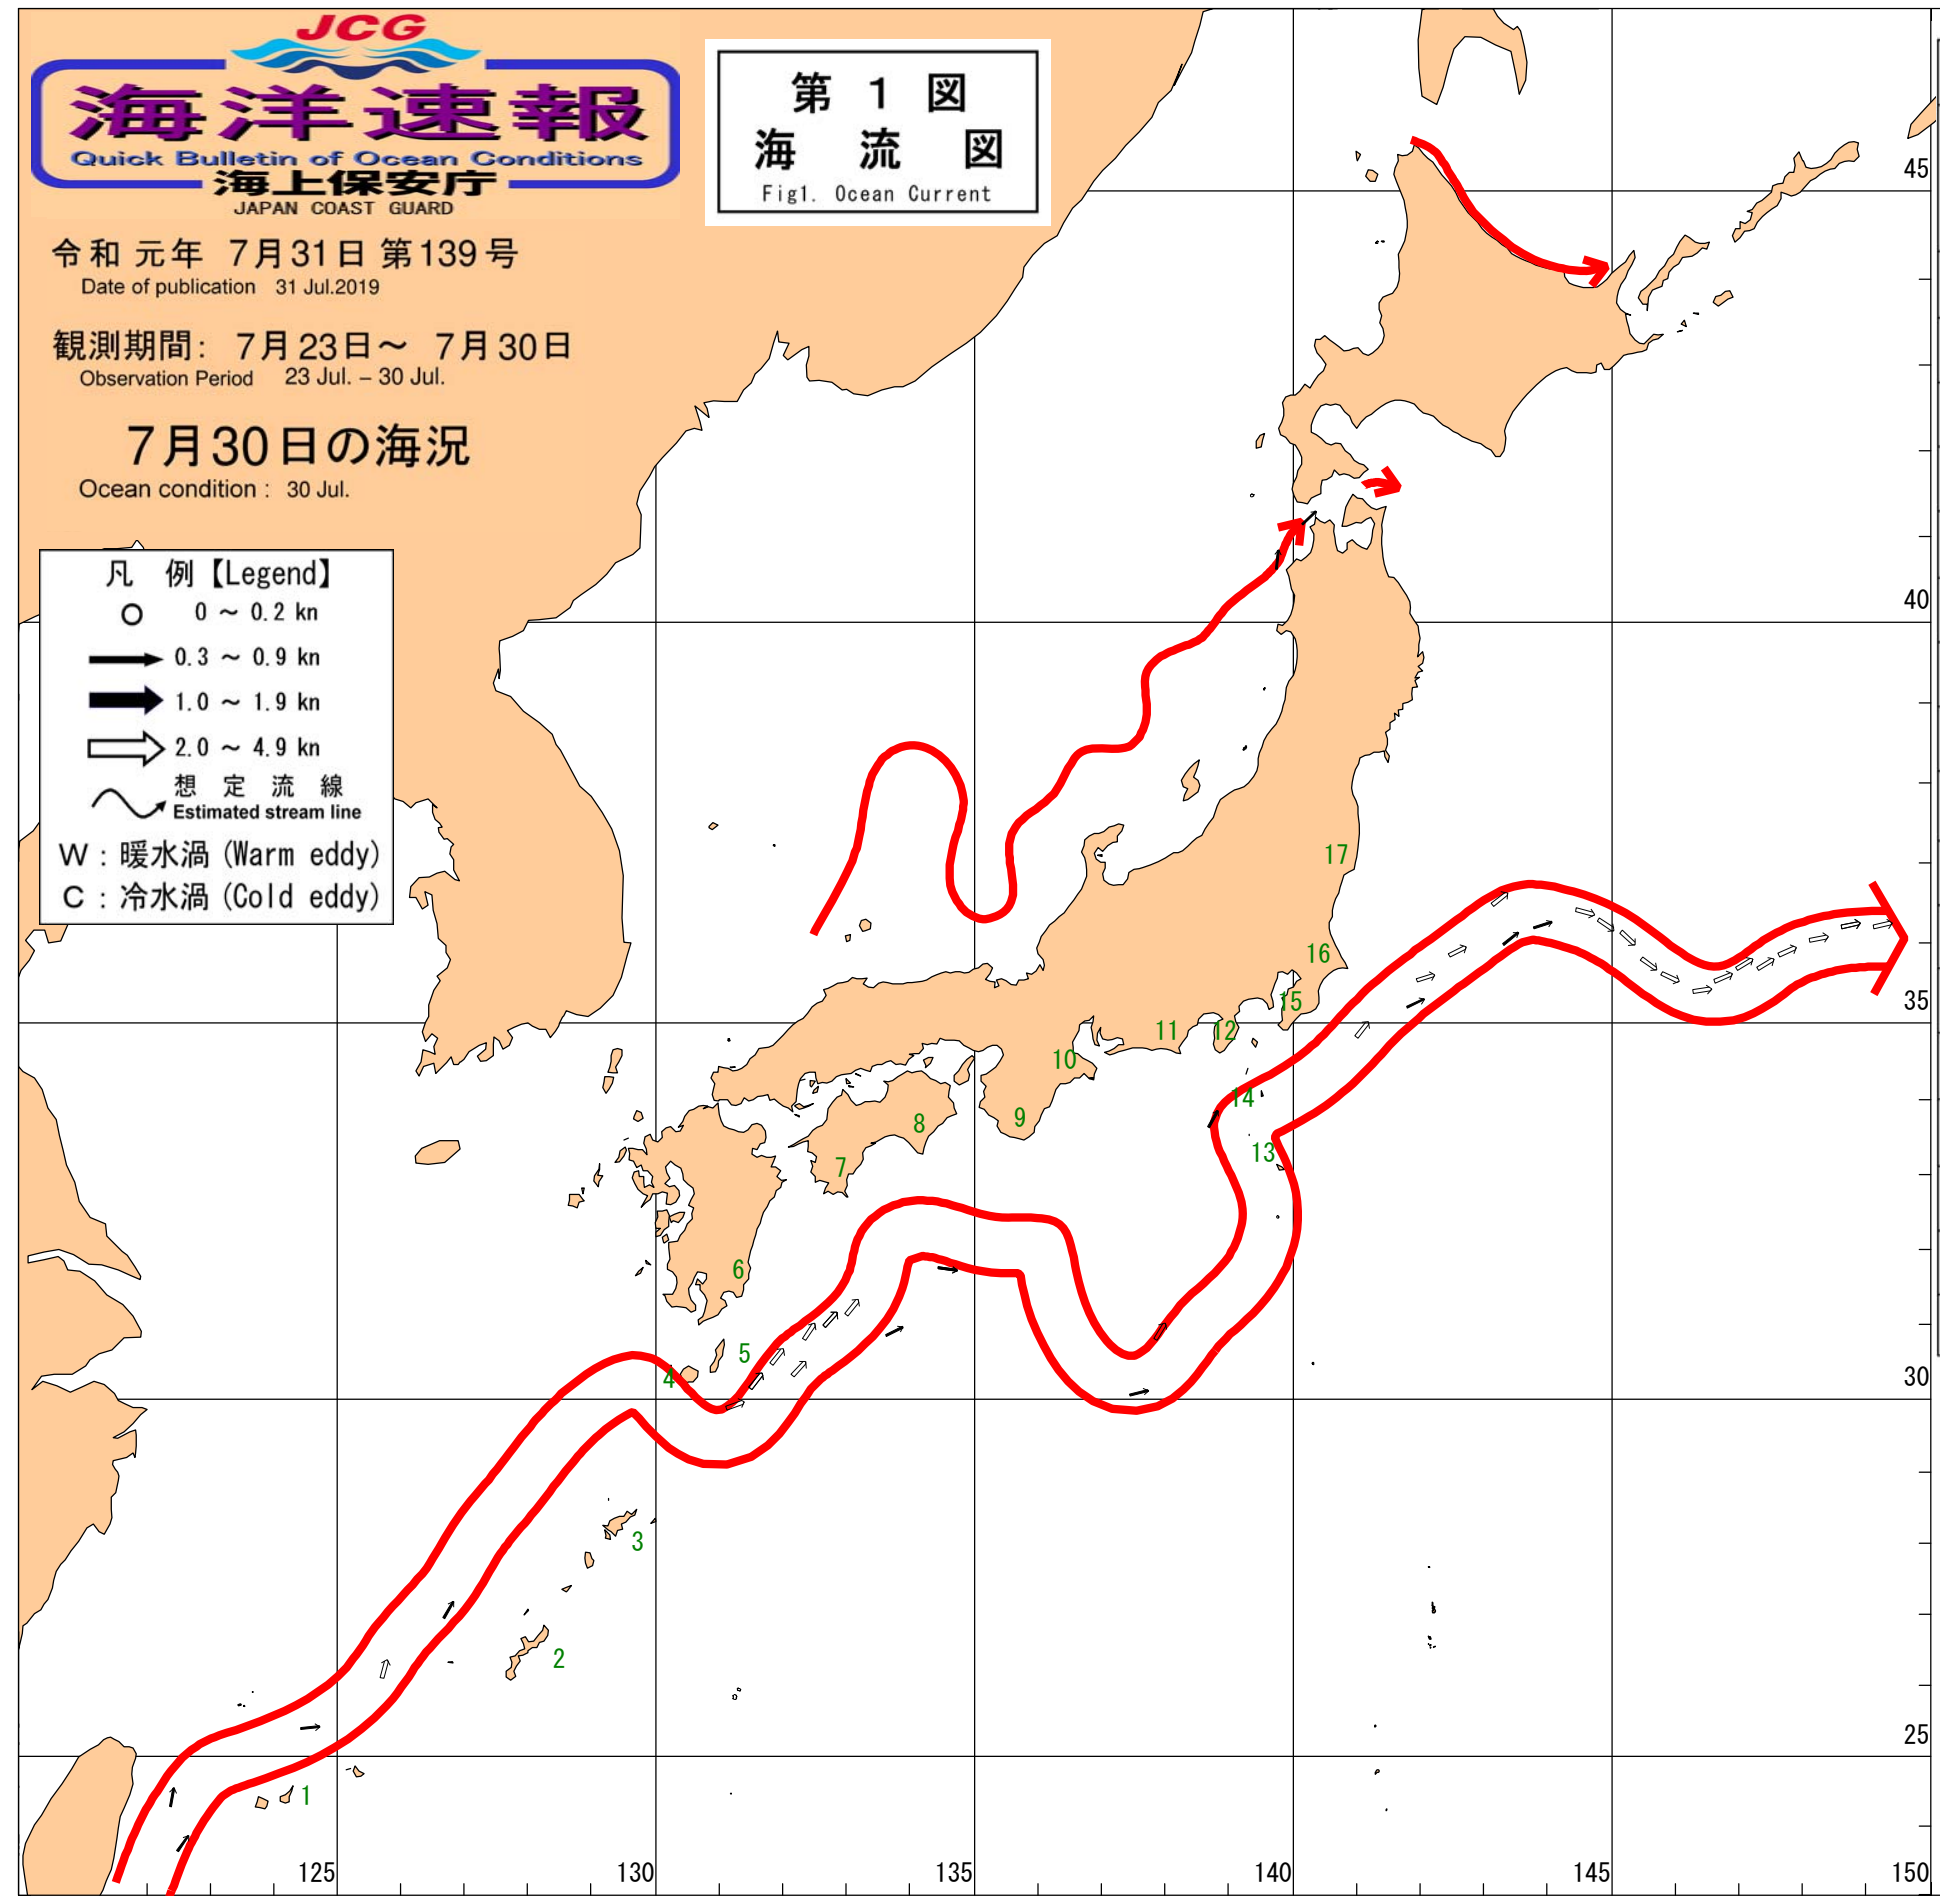 JCG
海洋速報
Quick Bulletin of Ocean Conditions
海上保安庁
JAPAN COAST GUARD
第 1 図
海 流 図
Fig1. Ocean Current
令和 元年 7月31日 第139号
Date of publication 31 Jul.2019
観測期間: 7月23日～ 7月30日
Observation Period 23 Jul. – 30 Jul.
7月30日の海況
Ocean condition : 30 Jul.
凡 例【Legend】
0 ～ 0.2 kn
0.3 ～ 0.9 kn
1.0 ～ 1.9 kn
2.0 ～ 4.9 kn
想 定 流 線
Estimated stream line
W : 暖水渦 (Warm eddy)
C : 冷水渦 (Cold eddy)
45
40
17
16
35
15
12
11
10
14
9
8
13
7
6
5
4
30
3
2
25
1
125
130
135
140
145
150